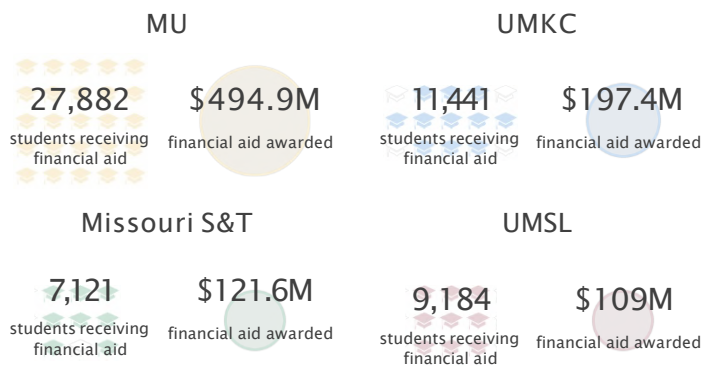 MU
27,882
students receiving
financial aid
$494.9M
financial aid awarded
UMKC
11,441
students receiving
financial aid
$197.4M
financial aid awarded
Missouri S&T
7,121
students receiving
financial aid
$121.6M
financial aid awarded
UMSL
9,184
students receiving
financial aid
$109M
financial aid awarded